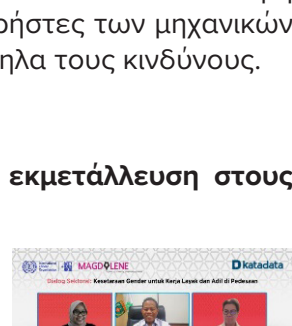 ρήστες των μηχανικών
ηλα τους κινδύνους.
εκμετάλλευση στους
MAGDALENE
katadata
Dialog Sektoral: Kesetaraan Gender untuk Kerja Layak dan Adil di Pedesaan